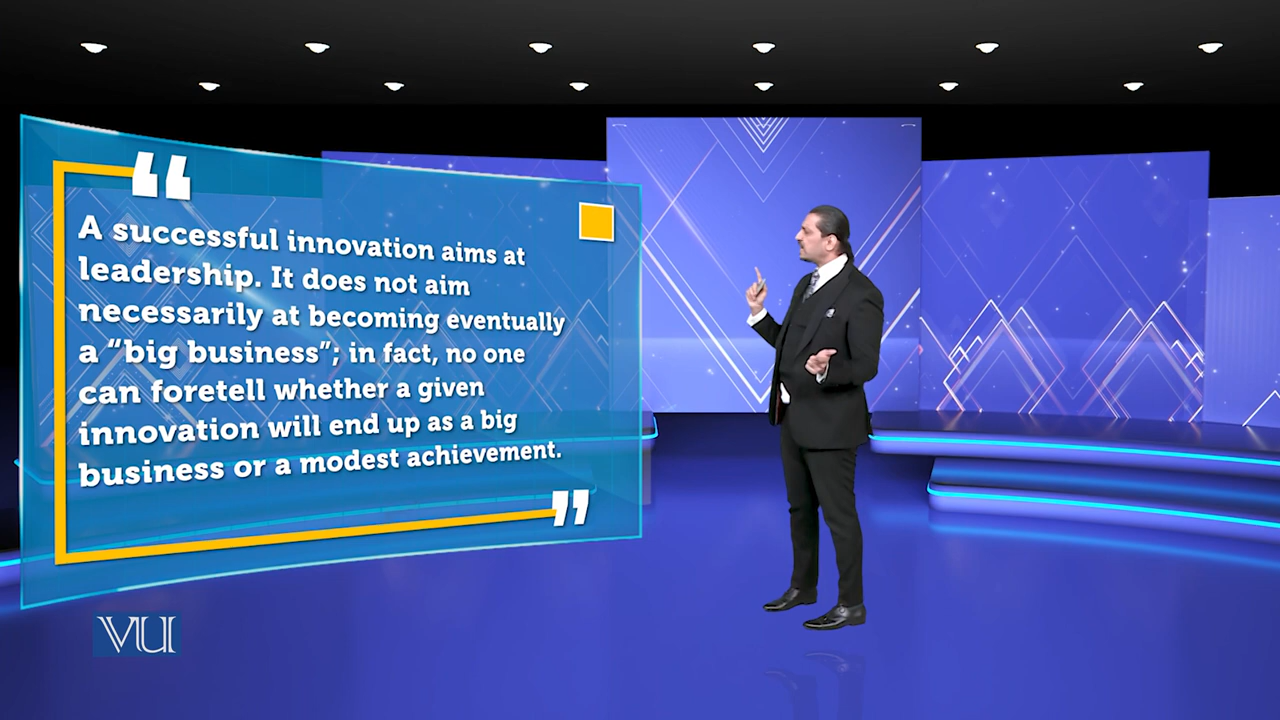 “
A successful innovation aims at
leadership. It does not aim
necessarily at becoming eventually
a “big business”; in fact, no one
can foretell whether a given
innovation will end up as a big
business or a modest achievement.
”
VU